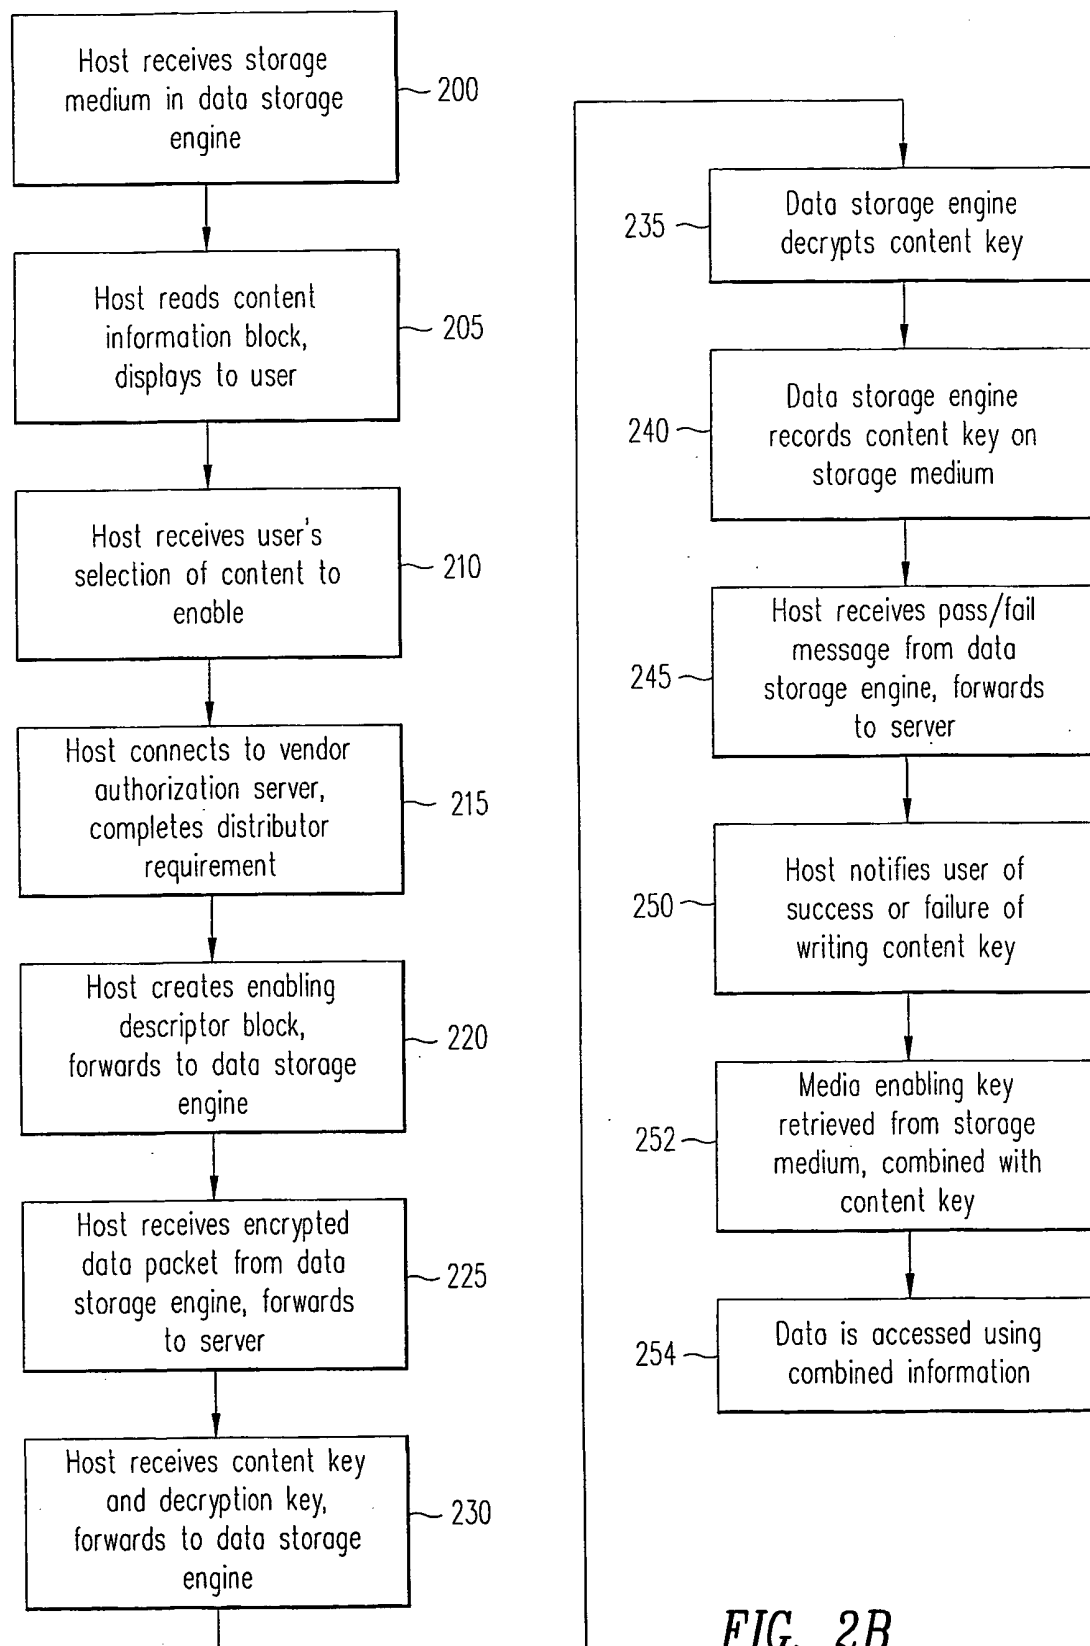 Host receives storage
medium in data storage
engine
200
Host reads content
information block,
displays to user
205
Host receives user's
selection of content to
enable
210
Host connects to vendor
authorization server,
completes distributor
requirement
215
Host creates enabling
descriptor block,
forwards to data storage
engine
220
Host receives encrypted
data packet from data
storage engine, forwards
to server
225
Host receives content key
and decryption key,
forwards to data storage
engine
230
Data storage engine
decrypts content key
235
Data storage engine
records content key on
storage medium
240
Host receives pass/fail
message from data
storage engine, forwards
to server
245
Host notifies user of
success or failure of
writing content key
250
Media enabling key
retrieved from storage
medium, combined with
content key
252
Data is accessed using
combined information
254
FIG. 2B